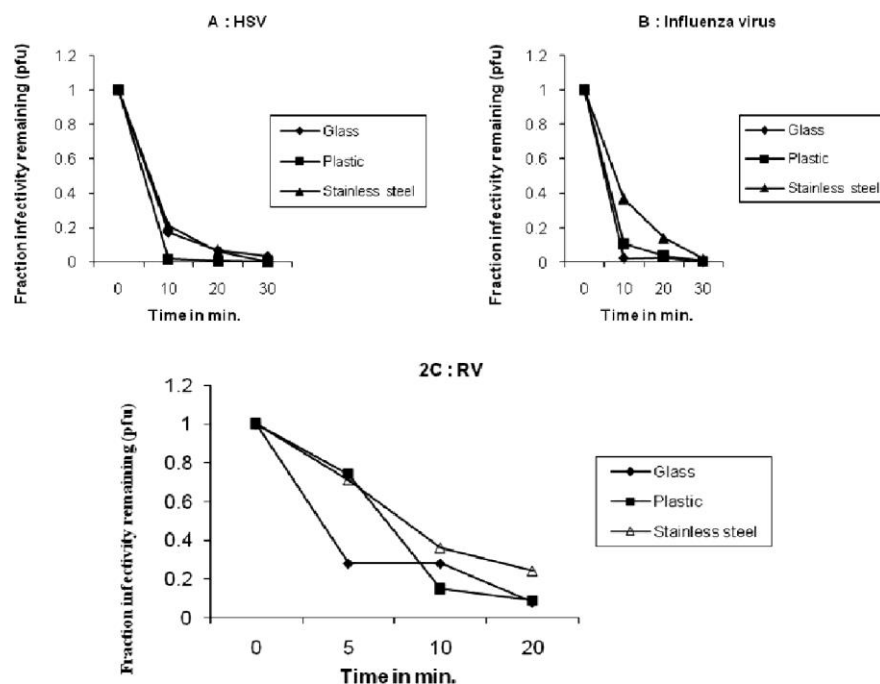 A : HSV
Fraction infectivity remaining (pfu)
1.2
1
0.8
0.6
0.4
0.2
0
0 10 20 30
Time in min.
Glass
Plastic
Stainless steel
B : Influenza virus
Fraction infectivity remaining (pfu)
1.2
1
0.8
0.6
0.4
0.2
0
0 10 20 30
Time in min.
Glass
Plastic
Stainless steel
2C : RV
Fraction infectivity remaining (pfu)
1.2
1
0.8
0.6
0.4
0.2
0
0 5 10 20
Time in min.
Glass
Plastic
Stainless steel